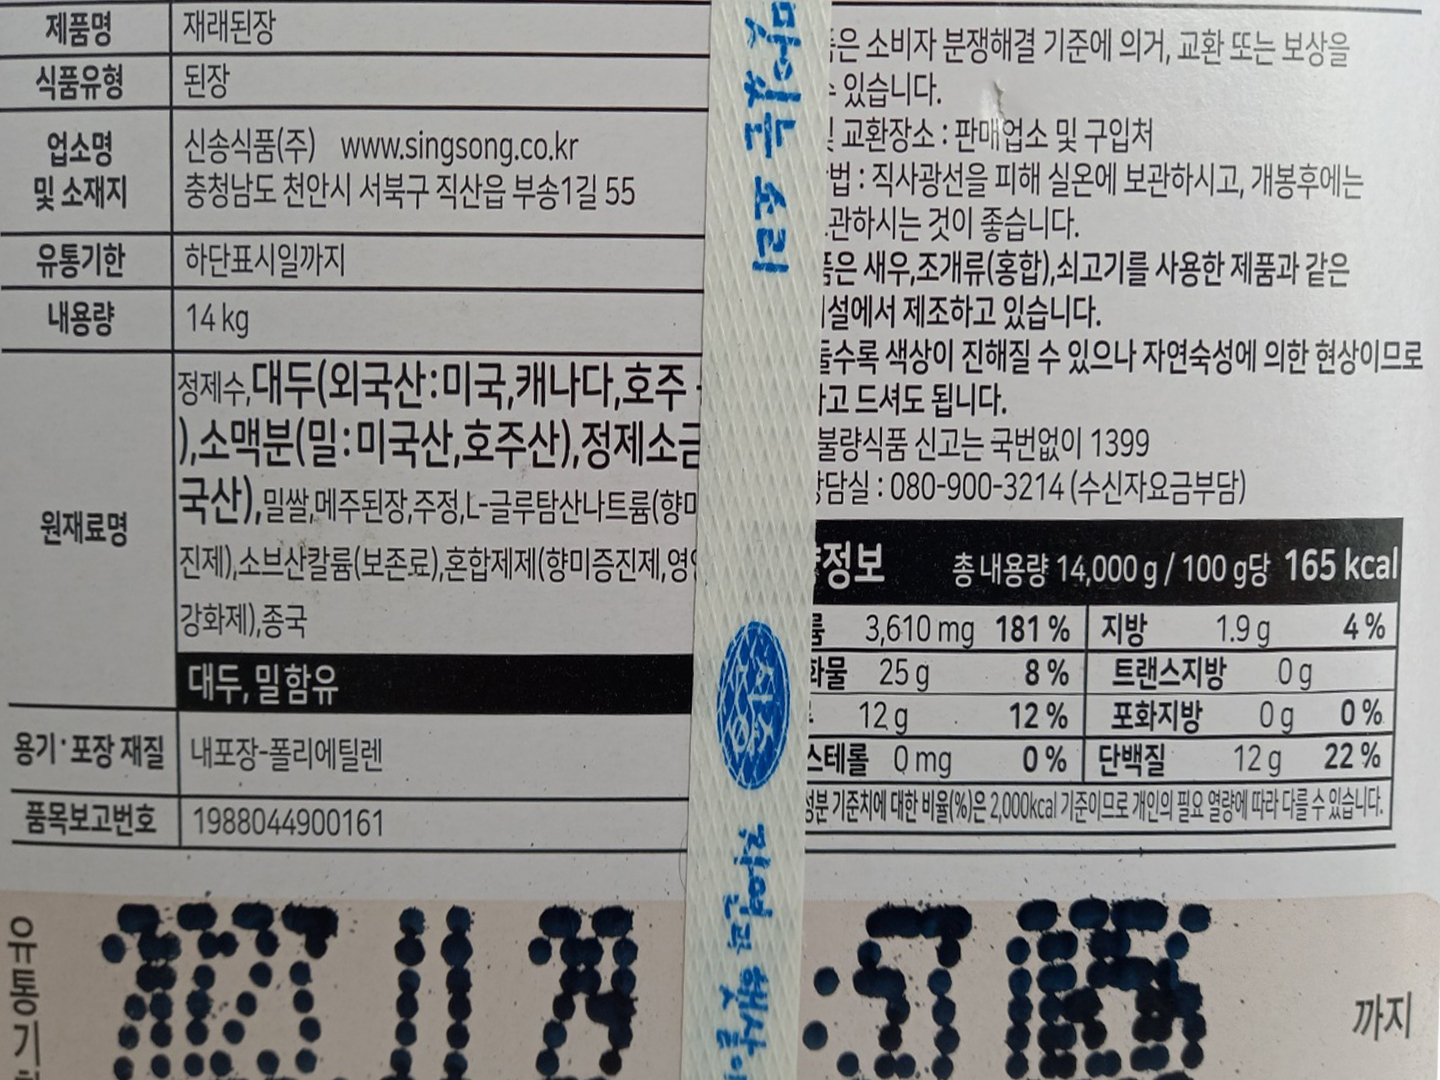 제품명 재래된장
식품유형 된장
업소명 및 소재지 신송식품(주) www.singsong.co.kr
충청남도 천안시 서북구 직산읍 부송1길 55
유통기한 하단표시일까지
내용량 14 kg
원재료명
정제수,대두(외국산:미국,캐나다,호주
),소맥분(밀:미국산,호주산),정제소금
국산),밀쌀,메주된장,주정,L-글루탐산나트륨(향미
진제),소브산칼륨(보존료),혼합제제(향미증진제,영양
강화제),종국
대두, 밀 함유
용기·포장 재질 내포장-폴리에틸렌
품목보고번호 1988044900161
맛있는 소리
신송
자연의
은 소비자 분쟁해결 기준에 의거, 교환 또는 보상을
있습니다.
및 교환장소 : 판매업소 및 구입처
법 : 직사광선을 피해 실온에 보관하시고, 개봉후에는
관하시는 것이 좋습니다.
품은 새우,조개류(홍합),쇠고기를 사용한 제품과 같은
설에서 제조하고 있습니다.
둘수록 색상이 진해질 수 있으나 자연숙성에 의한 현상이므로
고 드셔도 됩니다.
불량식품 신고는 국번없이 1399
담실 : 080-900-3214 (수신자요금부담)
정보 총 내용량 14,000 g / 100 g당 165 kcal
륨 3,610 mg 181 % 지방 1.9 g 4 %
화물 25 g 8 % 트랜스지방 0 g
12 g 12 % 포화지방 0 g 0 %
스테롤 0 mg 0 % 단백질 12 g 22 %
성분 기준치에 대한 비율(%)은 2,000kcal 기준이므로 개인의 필요 열량에 따라 다를 수 있습니다.
유통기
까지